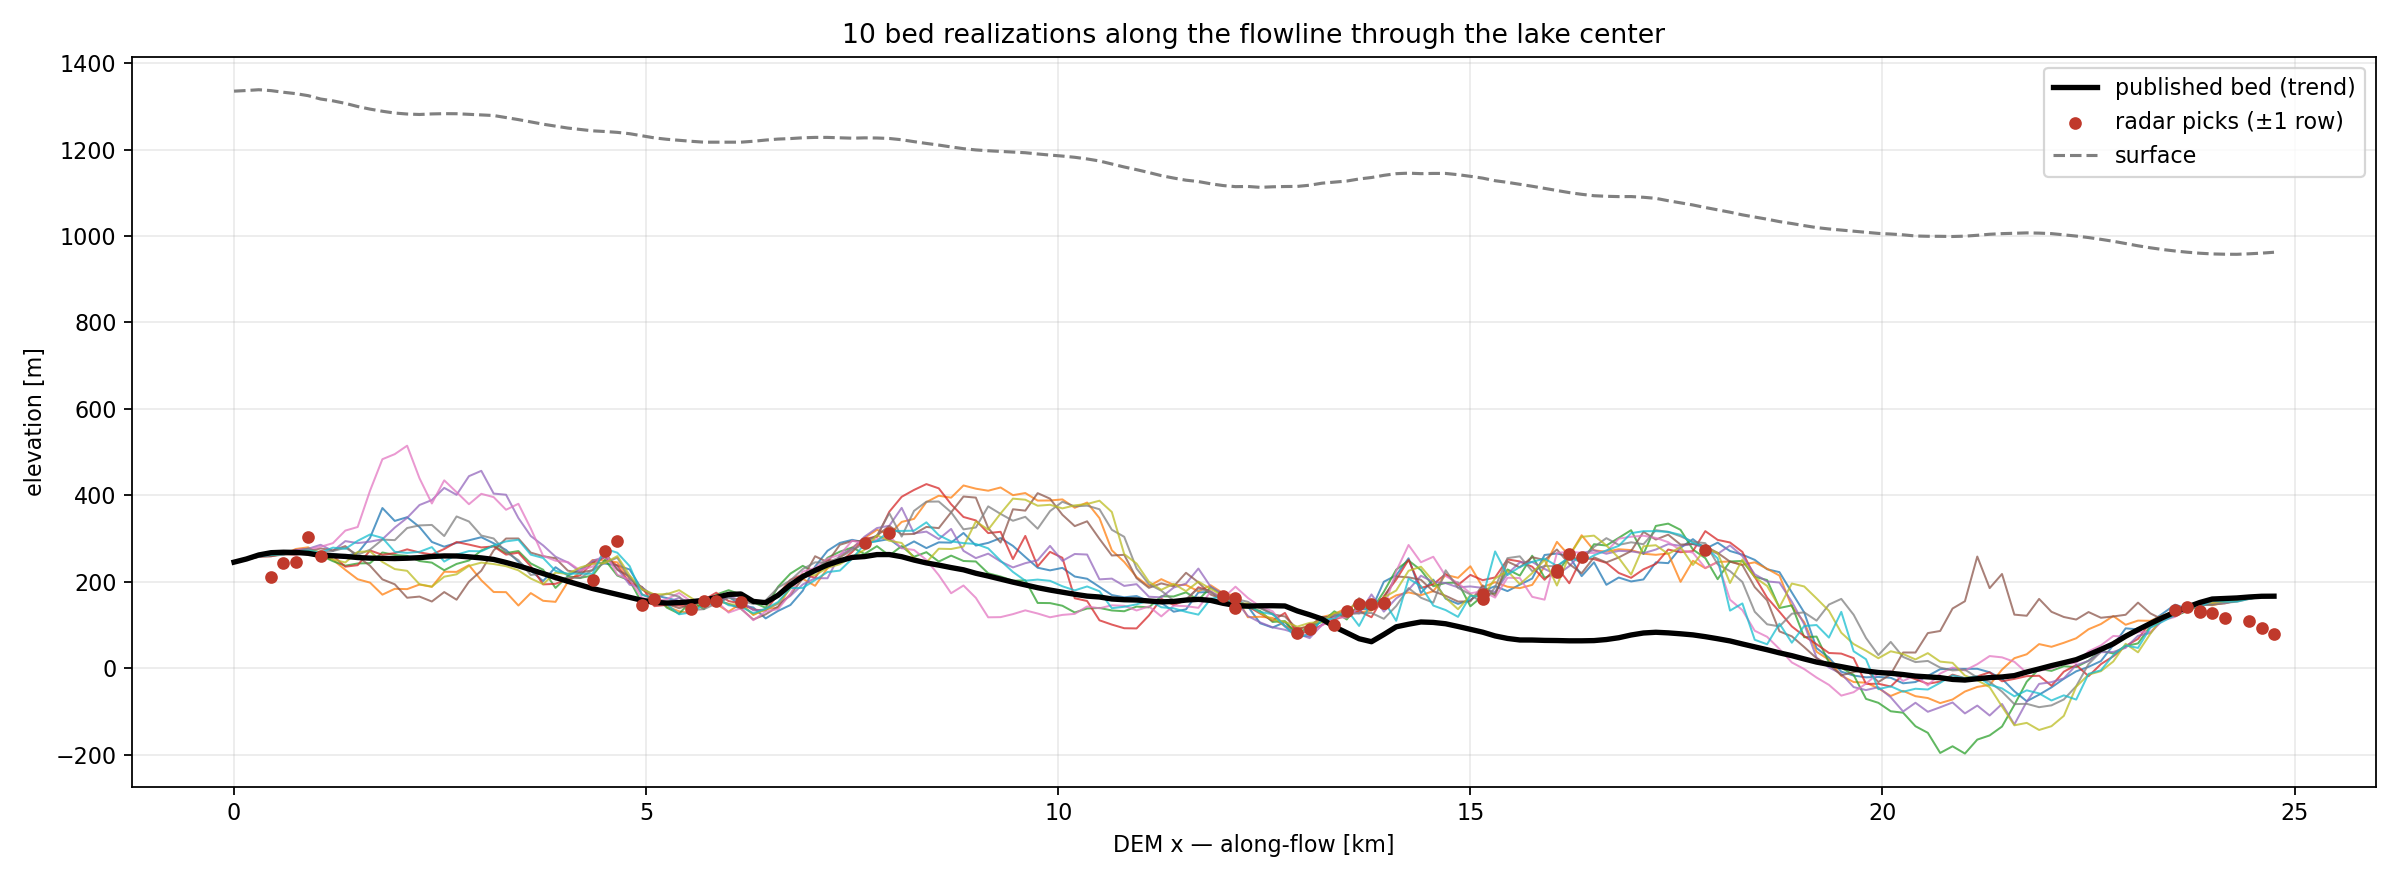 10 bed realizations along the flowline through the lake center
1400
1200
1000
800
600
400
200
0
−200
elevation [m]
published bed (trend)
radar picks (±1 row)
surface
0
5
10
15
20
25
DEM x — along-flow [km]